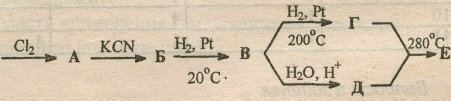 H₂, Pt
Г
200°C
Cl₂
А
KCN
Б
H₂, Pt
20°C
В
280°C
Е
H₂O, H⁺
Д